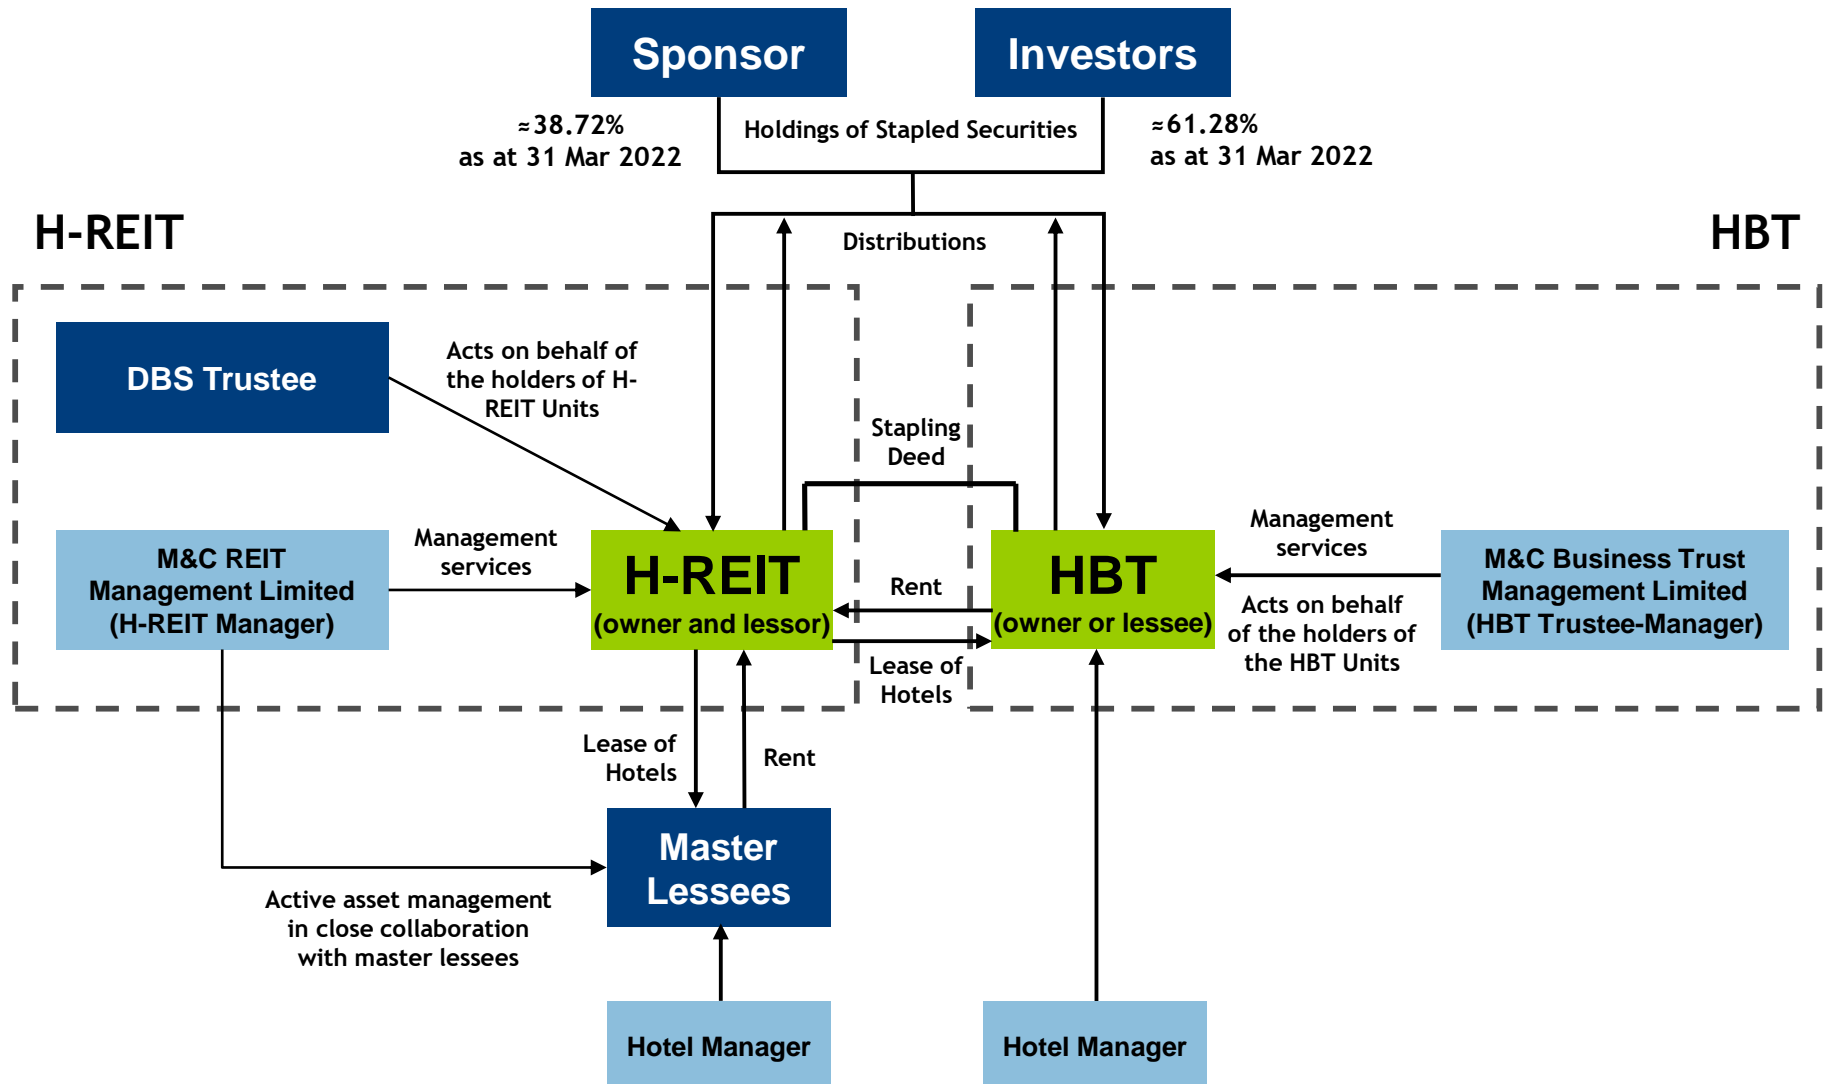 Sponsor
Investors
≈38.72%
as at 31 Mar 2022
Holdings of Stapled Securities
≈61.28%
as at 31 Mar 2022
H-REIT
HBT
Distributions
DBS Trustee
Acts on behalf of
the holders of H-
REIT Units
Stapling
Deed
M&C REIT
Management Limited
(H-REIT Manager)
Management
services
H-REIT
(owner and lessor)
Rent
Lease of
Hotels
HBT
(owner or lessee)
Management
services
Acts on behalf
of the holders of
the HBT Units
M&C Business Trust
Management Limited
(HBT Trustee-Manager)
Lease of
Hotels
Rent
Master
Lessees
Active asset management
in close collaboration
with master lessees
Hotel Manager
Hotel Manager